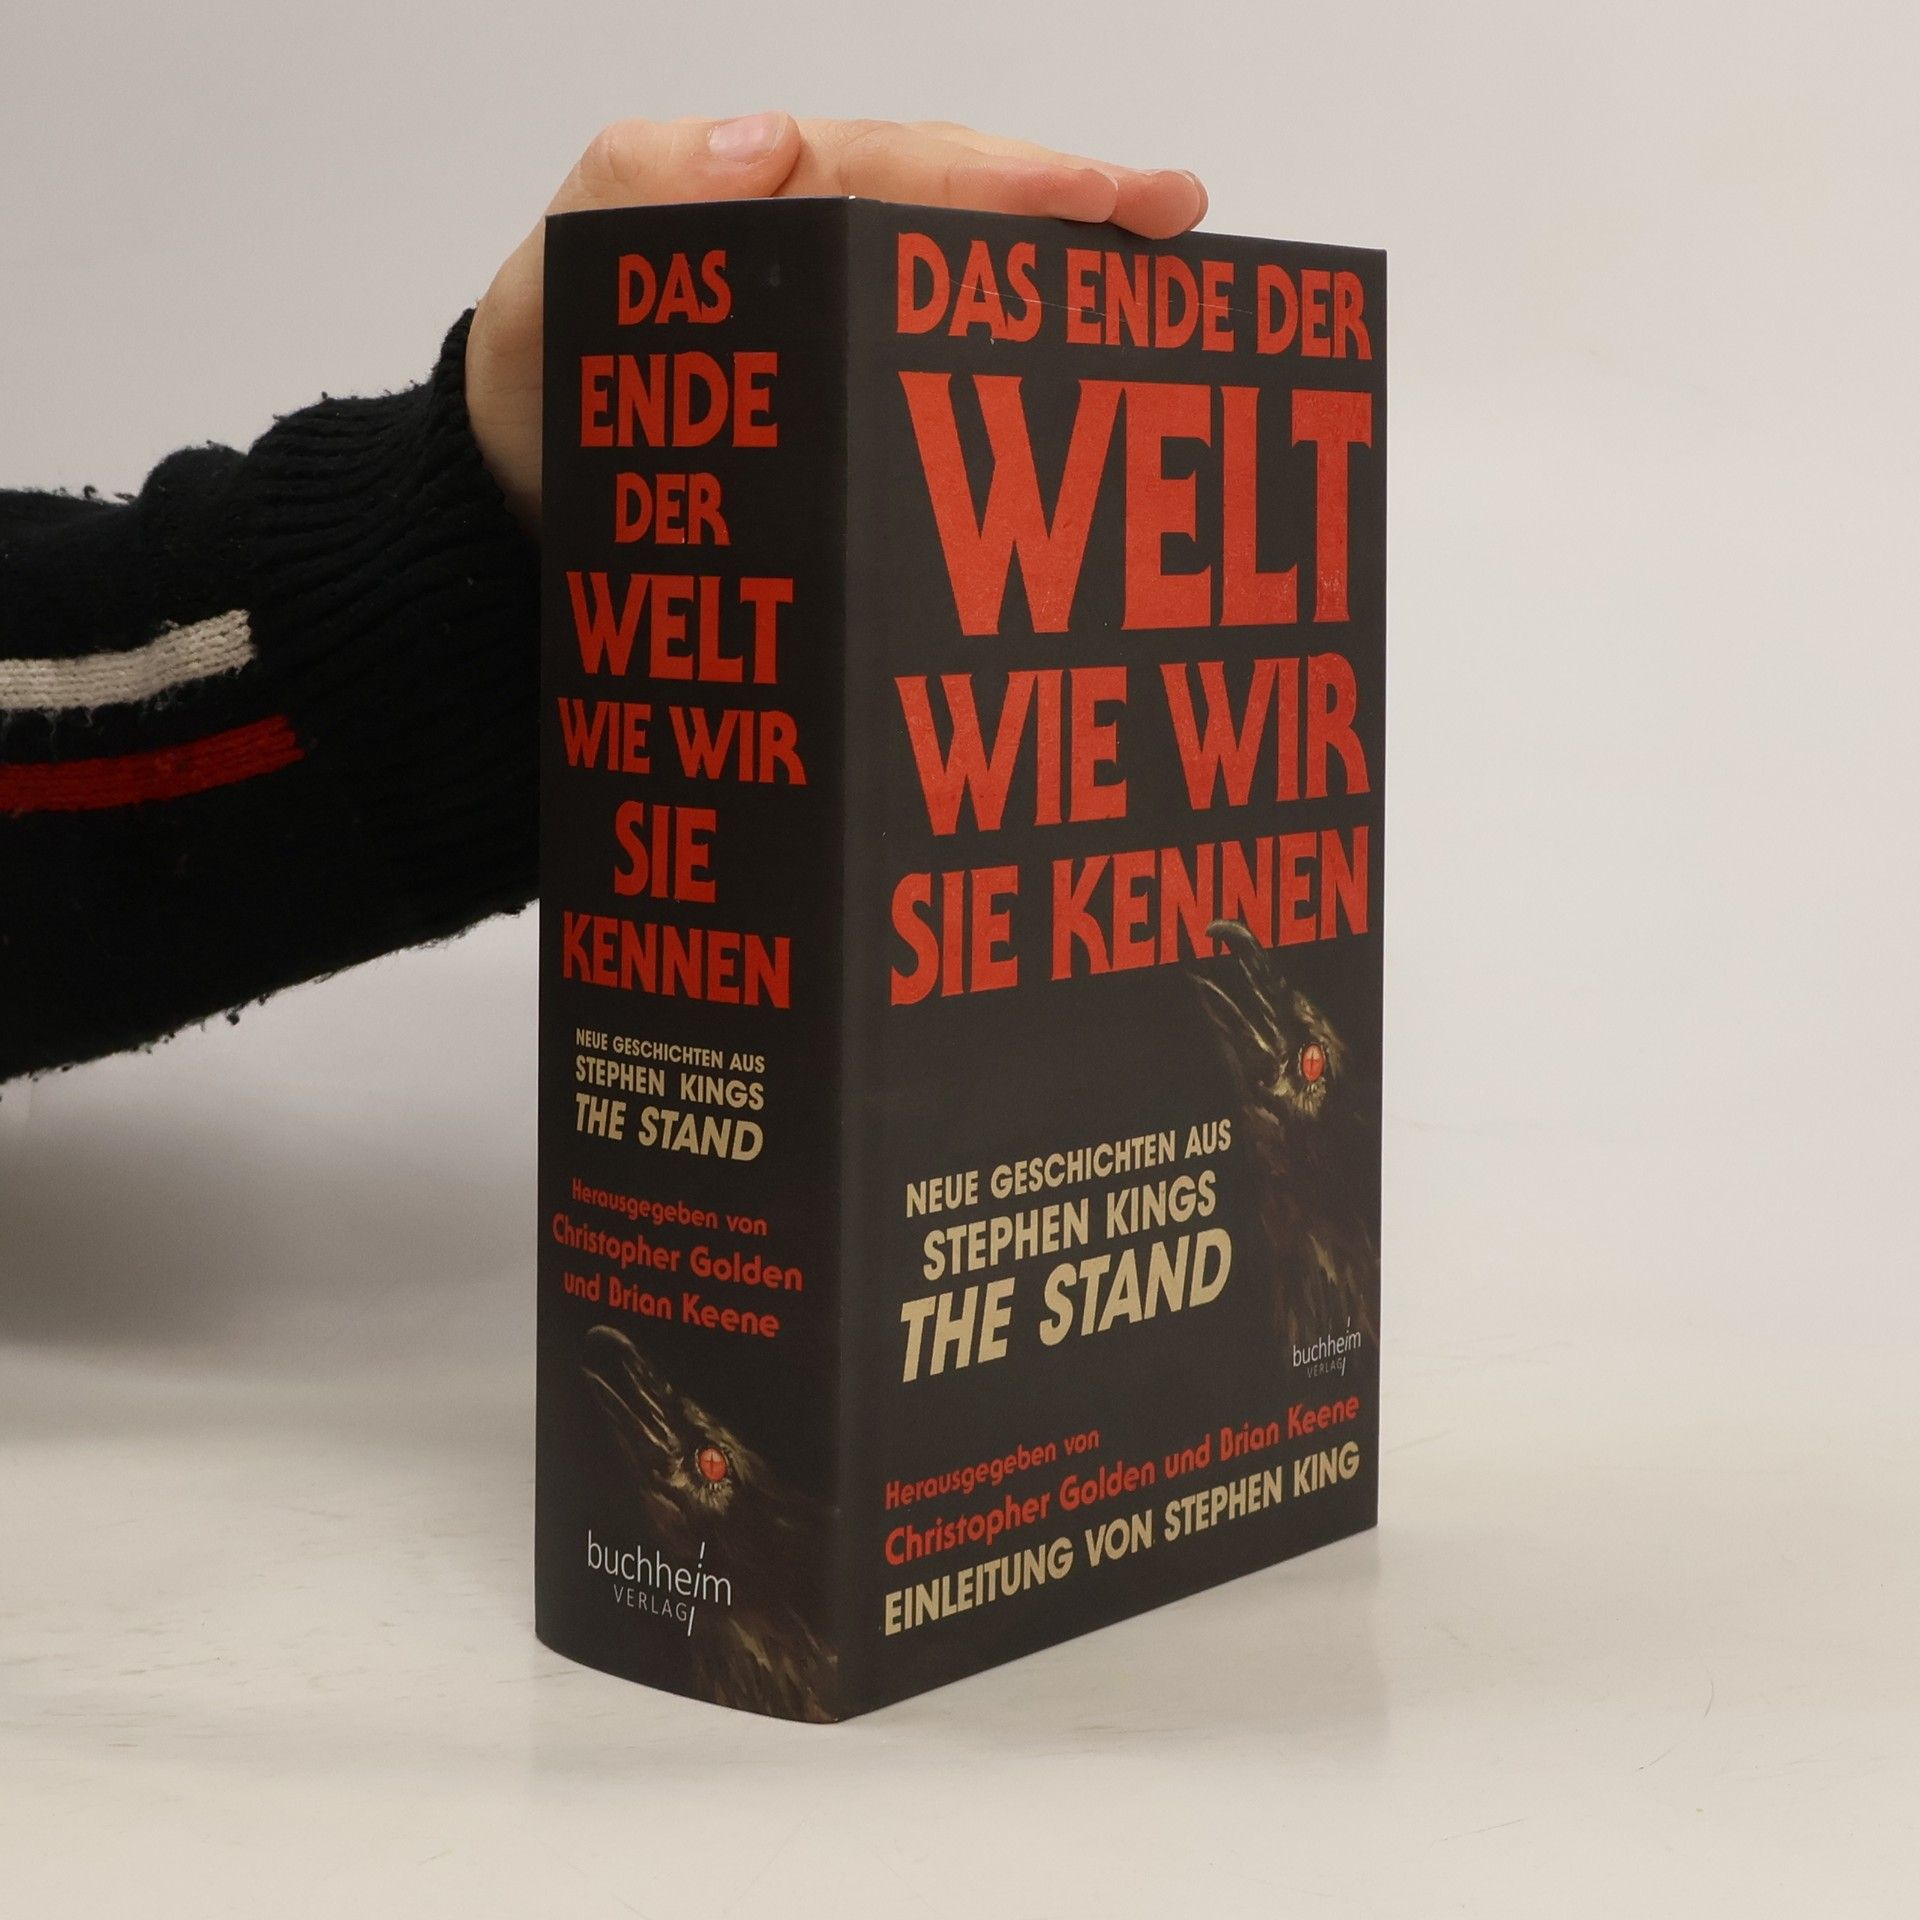 DAS
ENDE
DER
WELT
WIE WIR
SIE
KENNEN
NEUE GESCHICHTEN AUS
STEPHEN KINGS
THE STAND
Herausgegeben von
Christopher Golden
und Brian Keene
buchheim
VERLAG
DAS ENDE DER
WELT
WIE WIR
SIE KENNEN
NEUE GESCHICHTEN AUS
STEPHEN KINGS
THE STAND
buchheim
VERLAG
Herausgegeben von
Christopher Golden und Brian Keene
EINLEITUNG VON STEPHEN KING